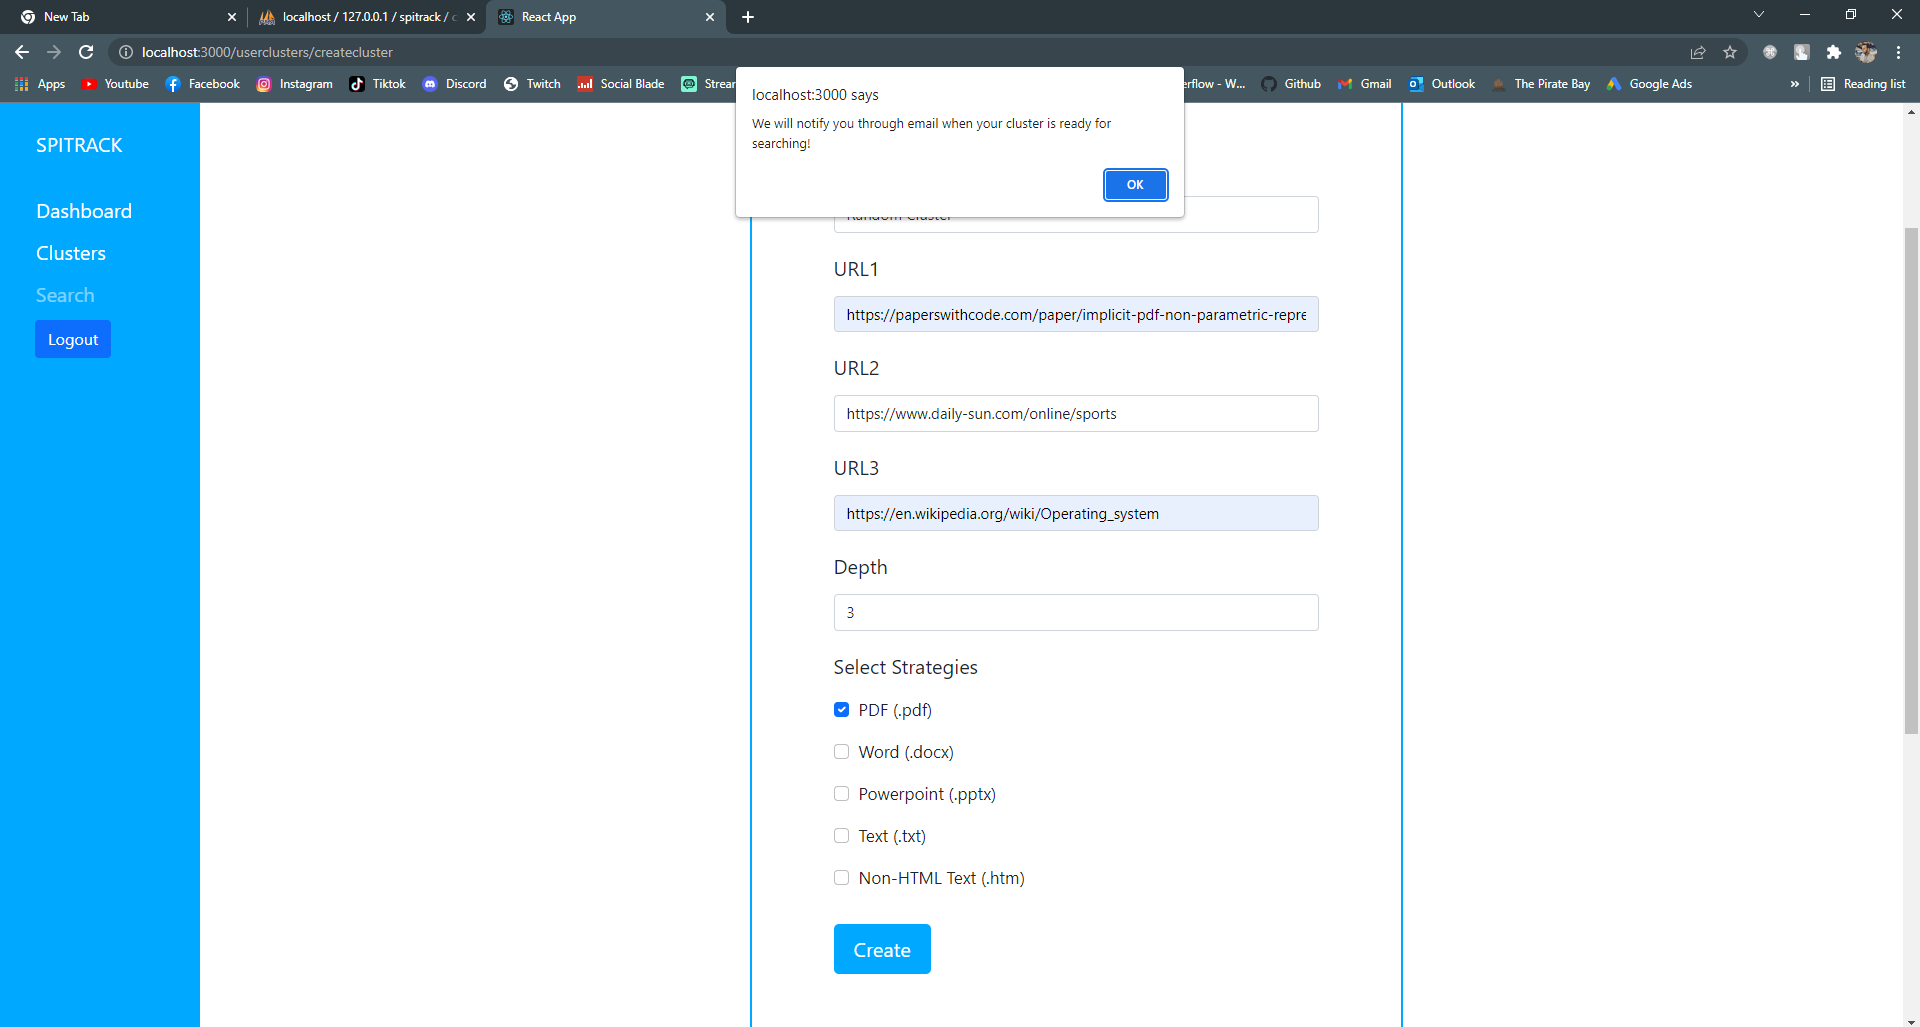 New Tab
localhost / 127.0.0.1 / spitrack / c
React App
localhost:3000/userclusters/createcluster
Apps
Youtube
Facebook
Instagram
Tiktok
Discord
Twitch
Social Blade
Strear
erflow - W...
Github
Gmail
Outlook
The Pirate Bay
Google Ads
»
Reading list
localhost:3000 says
We will notify you through email when your cluster is ready for
searching!
OK
SPITRACK
Dashboard
Clusters
Search
Logout
Random Cluster
URL1
https://paperswithcode.com/paper/implicit-pdf-non-parametric-repre
URL2
https://www.daily-sun.com/online/sports
URL3
https://en.wikipedia.org/wiki/Operating_system
Depth
3
Select Strategies
PDF (.pdf)
Word (.docx)
Powerpoint (.pptx)
Text (.txt)
Non-HTML Text (.htm)
Create